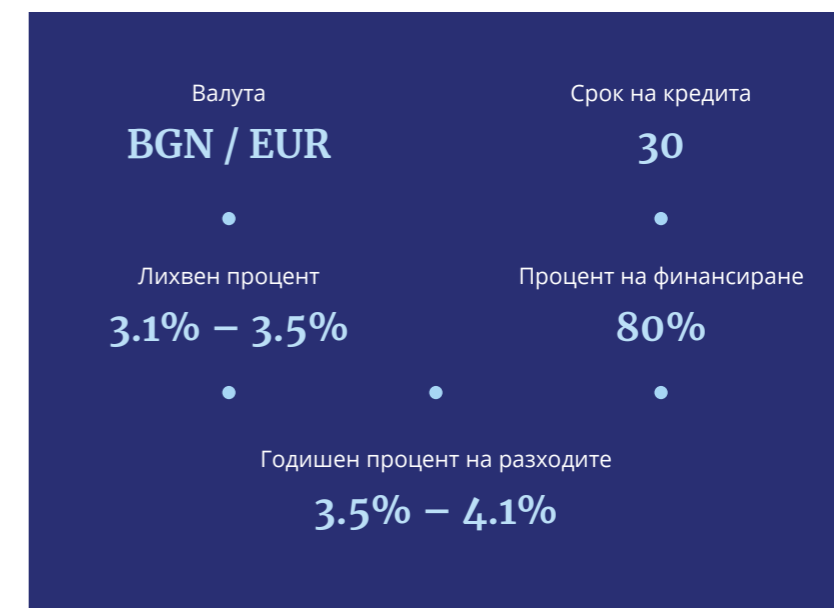 Валута
BGN / EUR
Срок на кредита
30
Лихвен процент
3.1% – 3.5%
Процент на финансиране
80%
Годишен процент на разходите
3.5% – 4.1%